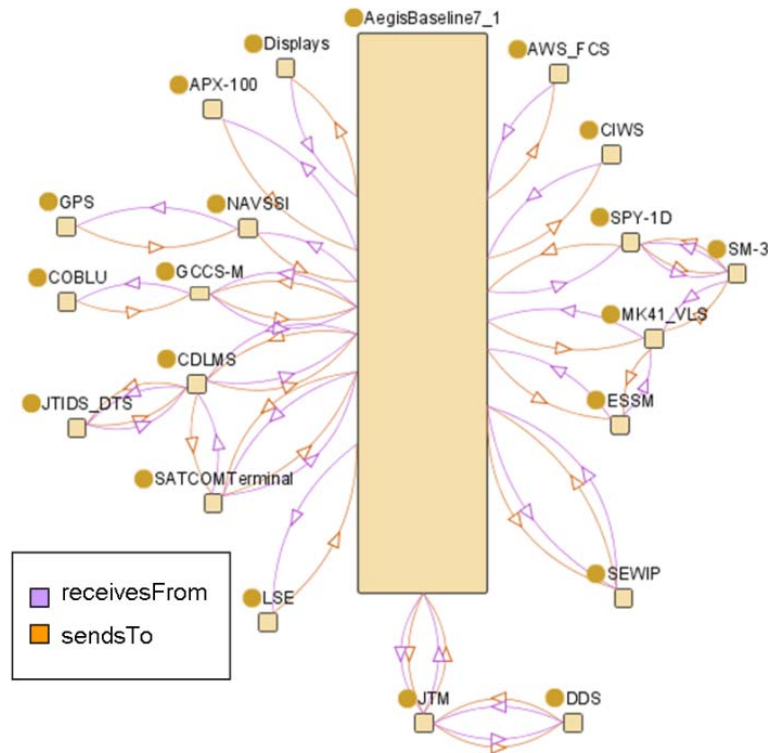 AegisBaseline7_1
Displays
AWS_FCS
APX-100
CIWS
GPS
NAVSSI
SPY-1D
SM-3
COBLU
GCCS-M
MK41_VLS
CDLMS
JTIDS_DTS
ESSM
SATCOMTerminal
receivesFrom
sendsTo
LSE
SEWIP
JTM
DDS